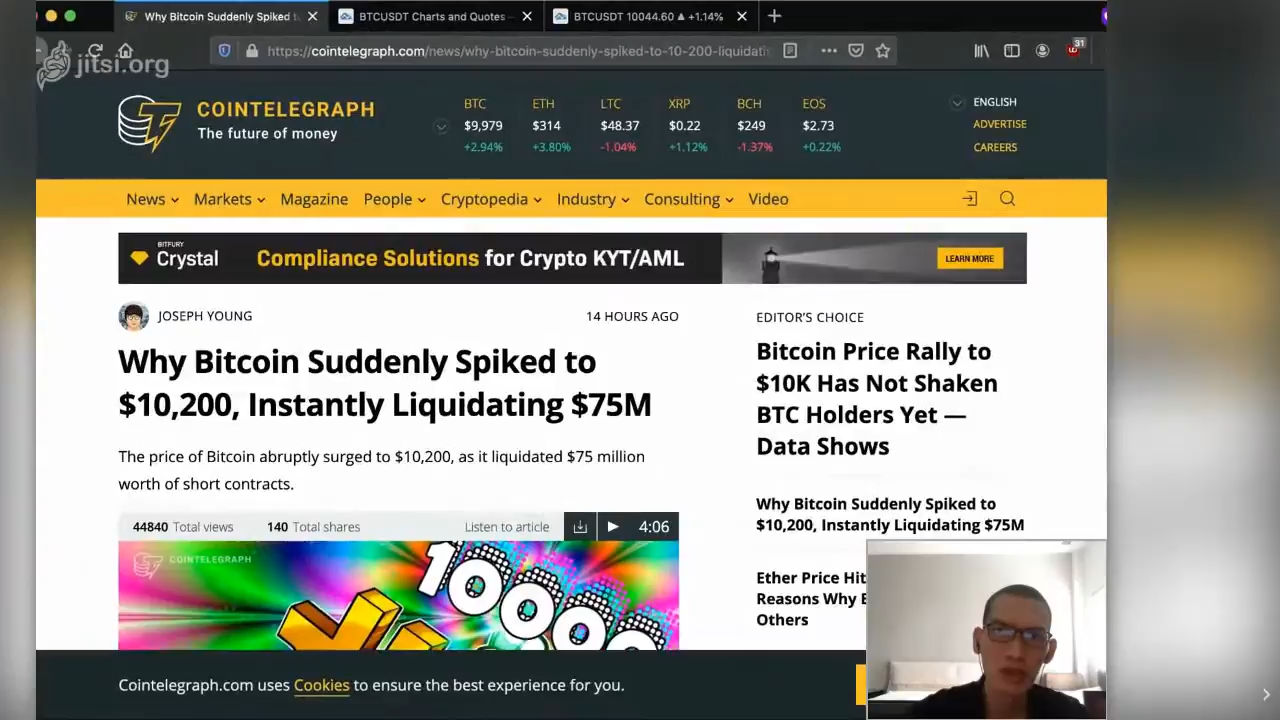 Why Bitcoin Suddenly Spiked t
BTCUSDT Charts and Quotes
BTCUSDT 10044.60 ▲ +1.14%
https://cointelegraph.com/news/why-bitcoin-suddenly-spiked-to-10-200-liquidati
31
jitsi.org
COINTELEGRAPH
The future of money
BTC ETH LTC XRP BCH EOS
$9,979 $314 $48.37 $0.22 $249 $2.73
+2.94% +3.80% -1.04% +1.12% -1.37% +0.22%
ENGLISH
ADVERTISE
CAREERS
News Markets Magazine People Cryptopedia Industry Consulting Video
BITFURY
Crystal
Compliance Solutions for Crypto KYT/AML
LEARN MORE
JOSEPH YOUNG
14 HOURS AGO
Why Bitcoin Suddenly Spiked to
$10,200, Instantly Liquidating $75M
The price of Bitcoin abruptly surged to $10,200, as it liquidated $75 million
worth of short contracts.
44840 Total views 140 Total shares Listen to article 4:06
COINTELEGRAPH
10000
EDITOR'S CHOICE
Bitcoin Price Rally to
$10K Has Not Shaken
BTC Holders Yet —
Data Shows
Why Bitcoin Suddenly Spiked to
$10,200, Instantly Liquidating $75M
Ether Price Hit
Reasons Why
Others
Cointelegraph.com uses Cookies to ensure the best experience for you.